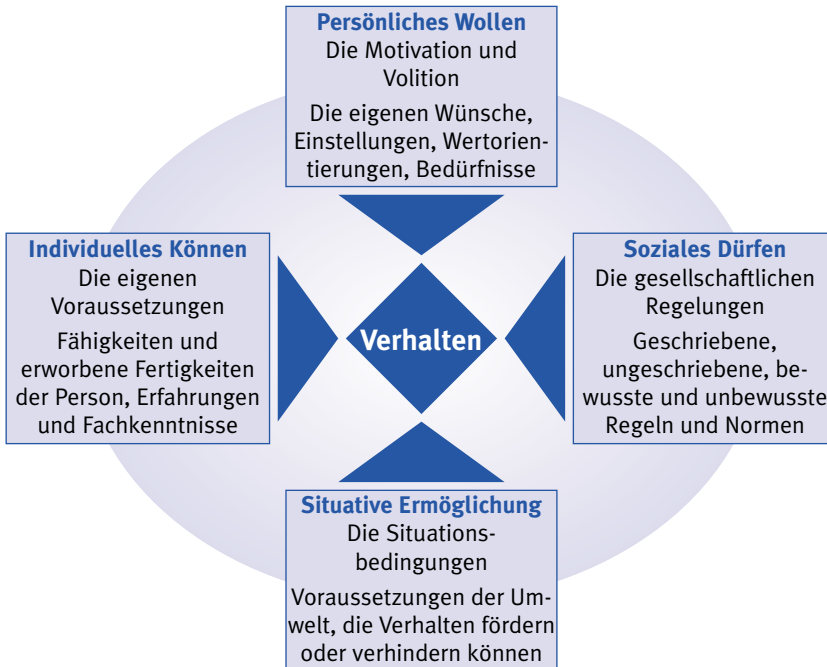 Persönliches Wollen
Die Motivation und
Volition
Die eigenen Wünsche,
Einstellungen, Wertorien-
tierungen, Bedürfnisse
Individuelles Können
Die eigenen
Voraussetzungen
Fähigkeiten und
erworbene Fertigkeiten
der Person, Erfahrungen
und Fachkenntnisse
Verhalten
Soziales Dürfen
Die gesellschaftlichen
Regelungen
Geschriebene,
ungeschriebene, be-
wusste und unbewusste
Regeln und Normen
Situative Ermöglichung
Die Situations-
bedingungen
Voraussetzungen der Um-
welt, die Verhalten fördern
oder verhindern können